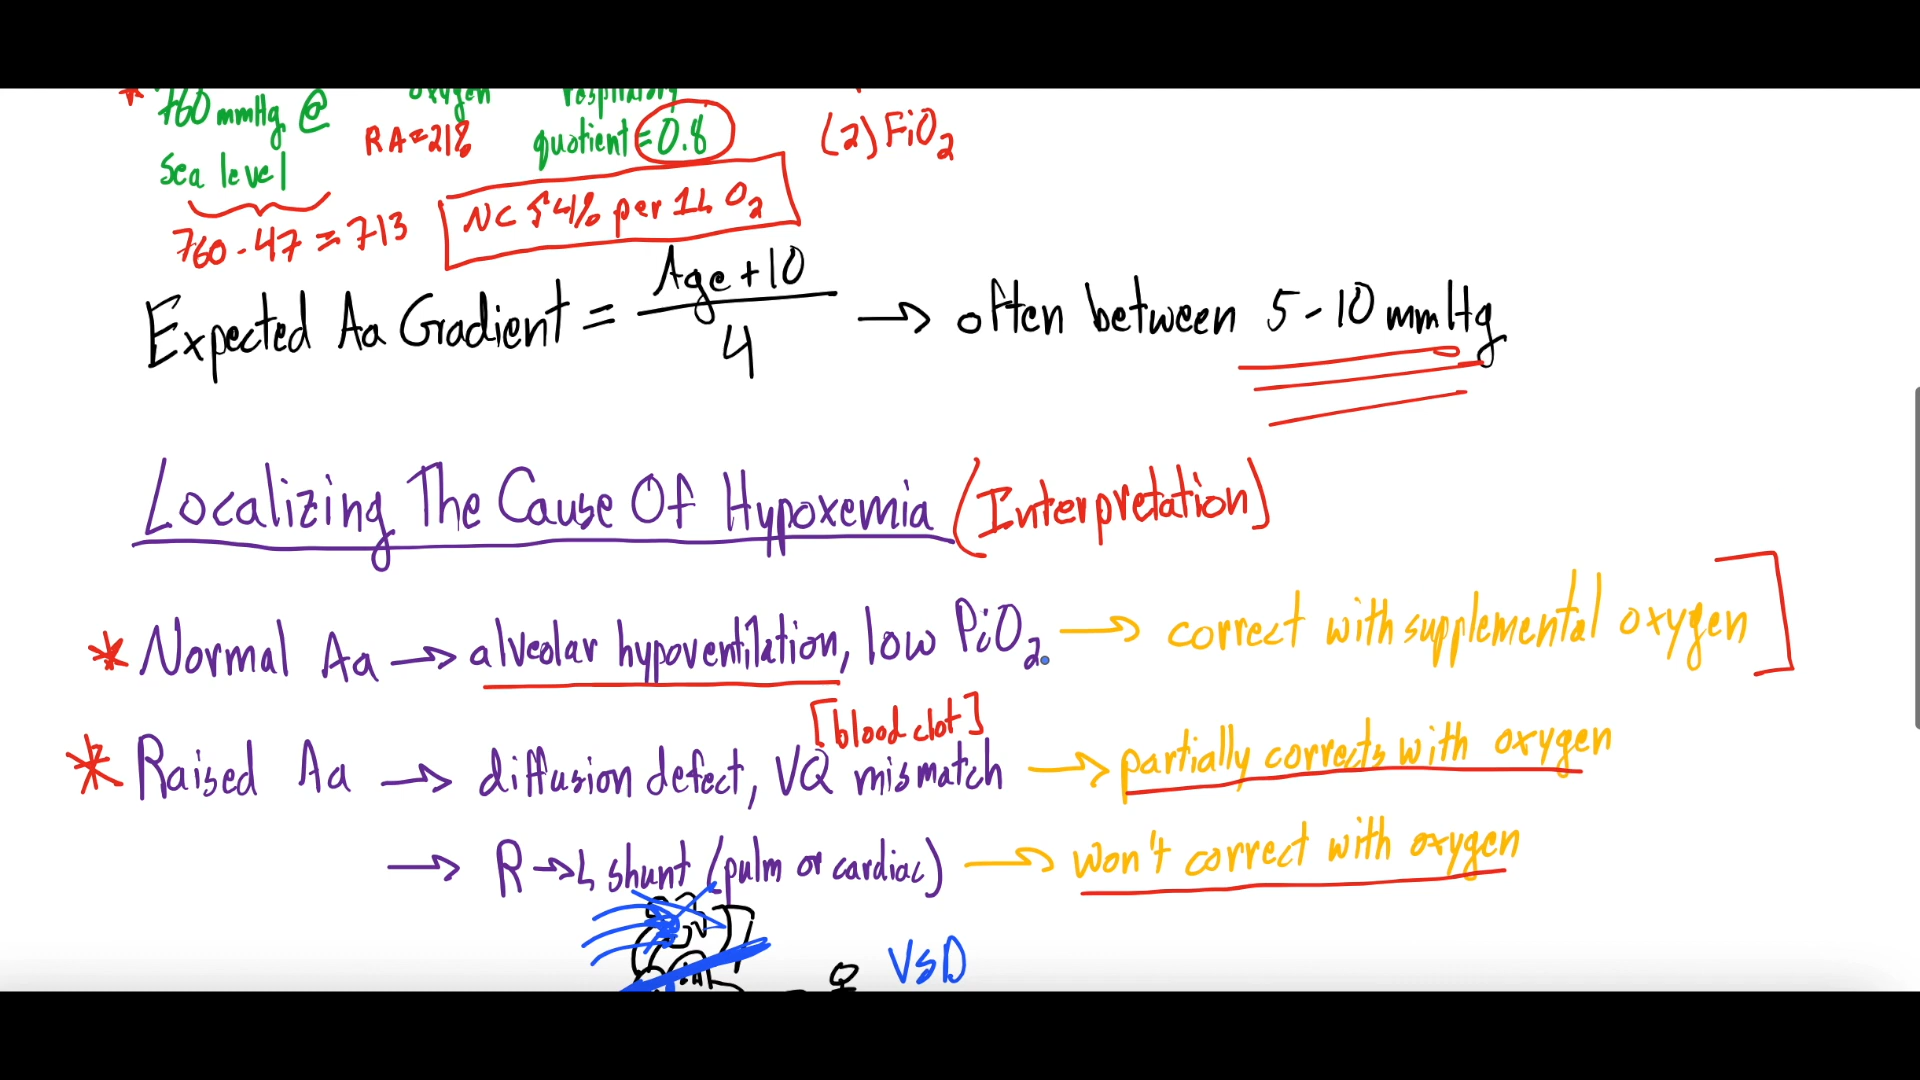 760 mmHg @ oxygen respiratory
sea level RA=21% quotient = 0.8 (2) FiO2
760 - 47 = 713 NC 4% per 1L O2
Expected Aa Gradient = Age + 10 / 4 → often between 5 - 10 mmHg
Localizing The Cause Of Hypoxemia (Interpretation)
* Normal Aa → alveolar hypoventilation, low PiO2 → correct with supplemental oxygen]
[blood clot]
* Raised Aa → diffusion defect, VQ mismatch → partially corrects with oxygen
→ R→L shunt (pulm or cardiac) → won't correct with oxygen
VSD